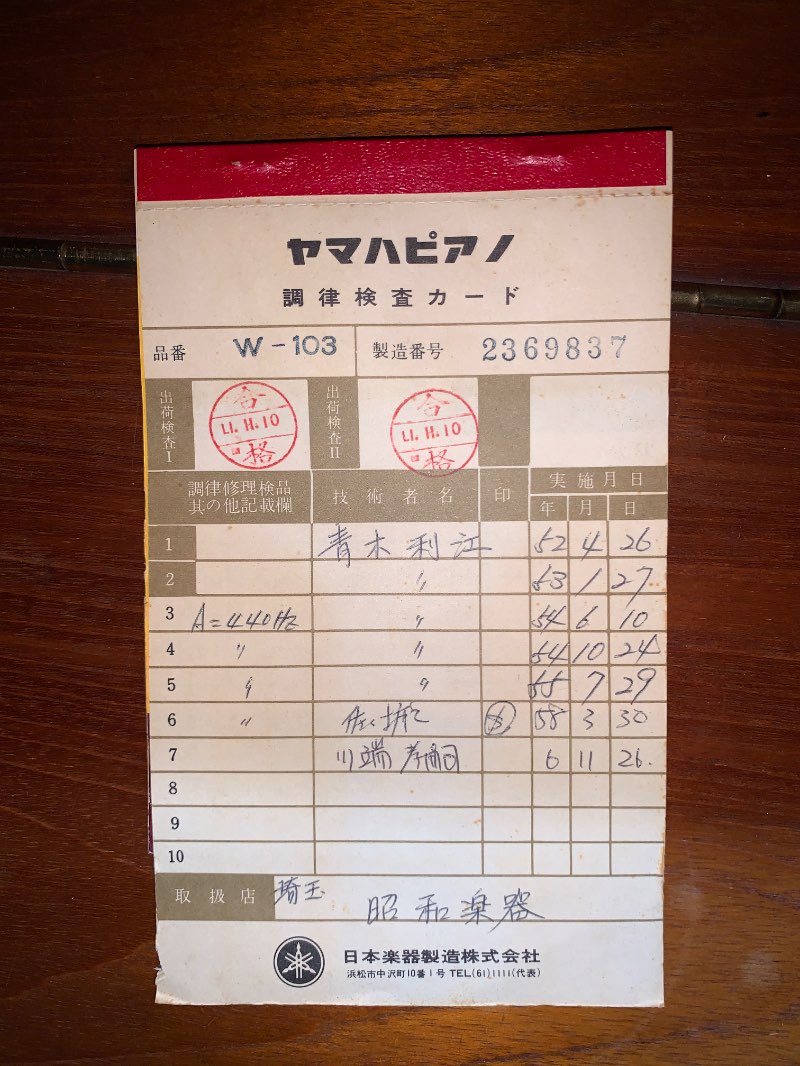 ヤマハピアノ
調律検査カード
品番 W-103 製造番号 2369837
出荷検査I 合格 出荷検査II 合格
調律修理検品其の他記載欄 技術者名 印 実施月日
年 月 日
1 青木利江 52 4 26
2 〃 53 1 27
3 A=440Hz 〃 54 6 10
4 〃 〃 54 10 24
5 〃 〃 55 7 29
6 〃 58 3 30
7 川端 6 11 26.
8
9
10
取扱店 埼玉 昭和楽器
日本楽器製造株式会社
浜松市中沢町10番1号 TEL(61)1111(代表)